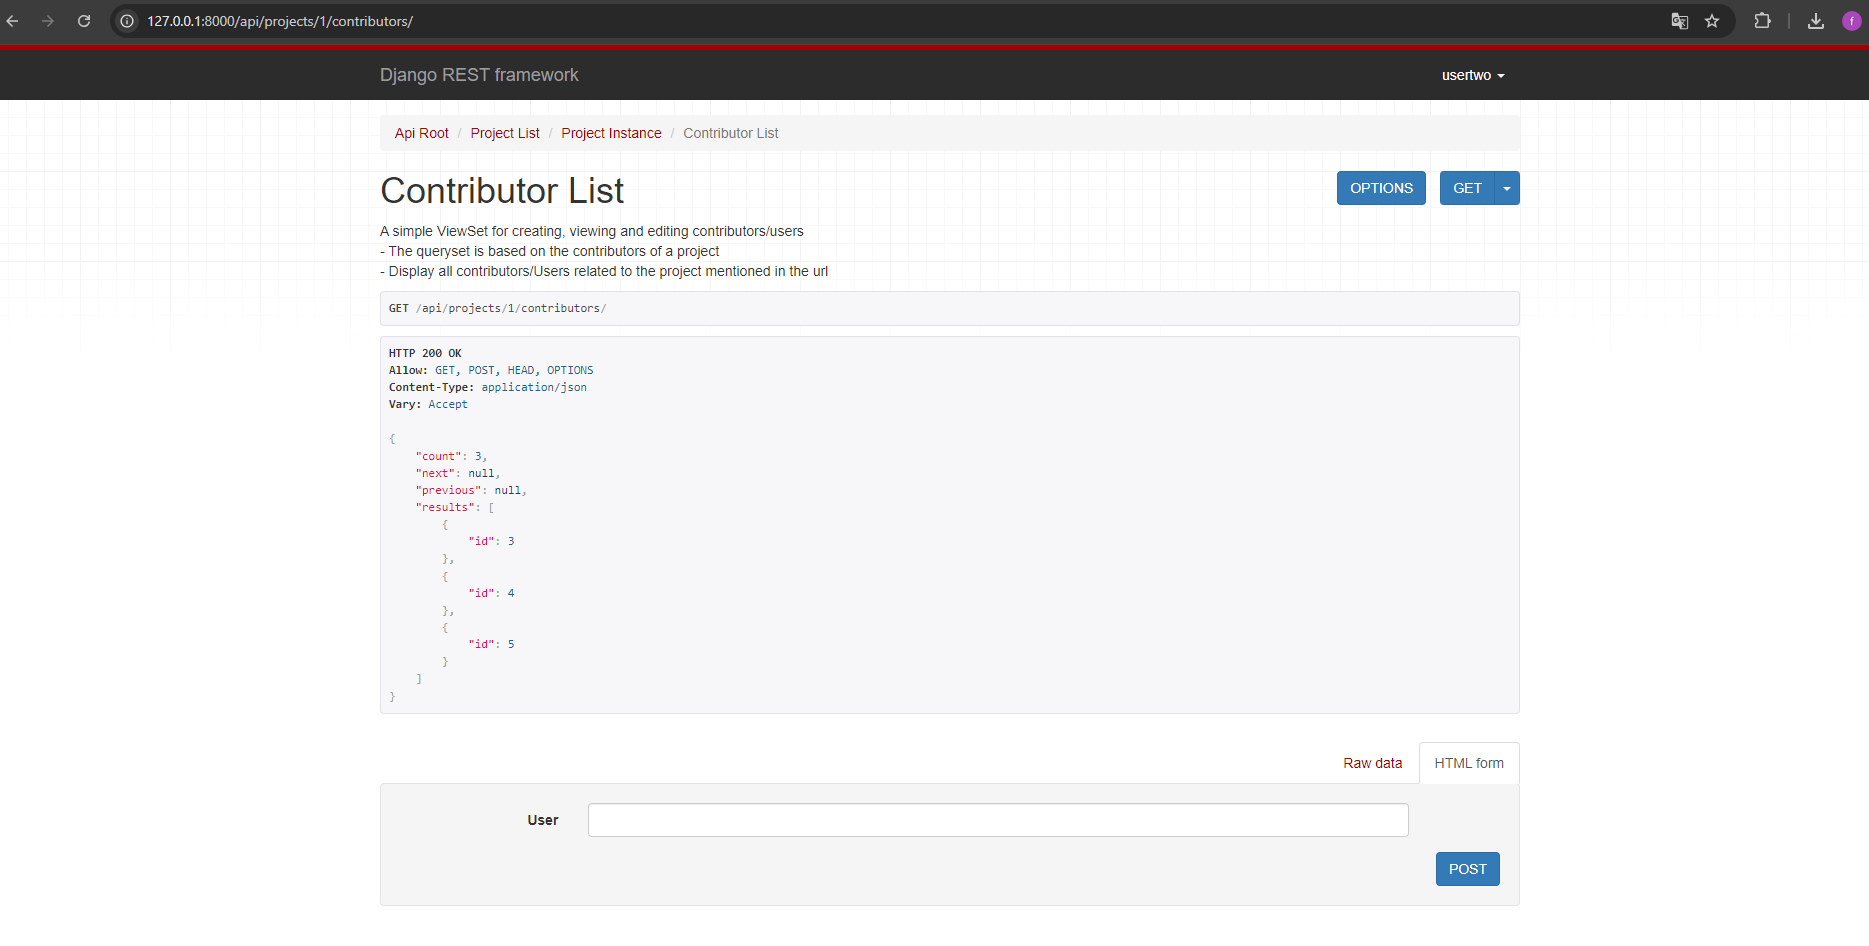 127.0.0.1:8000/api/projects/1/contributors/
f
Django REST framework
usertwo
Api Root / Project List / Project Instance / Contributor List
Contributor List
OPTIONS
GET
A simple ViewSet for creating, viewing and editing contributors/users
- The queryset is based on the contributors of a project
- Display all contributors/Users related to the project mentioned in the url
GET /api/projects/1/contributors/
HTTP 200 OK
Allow: GET, POST, HEAD, OPTIONS
Content-Type: application/json
Vary: Accept
{
    "count": 3,
    "next": null,
    "previous": null,
    "results": [
        {
            "id": 3
        },
        {
            "id": 4
        },
        {
            "id": 5
        }
    ]
}
Raw data
HTML form
User
POST